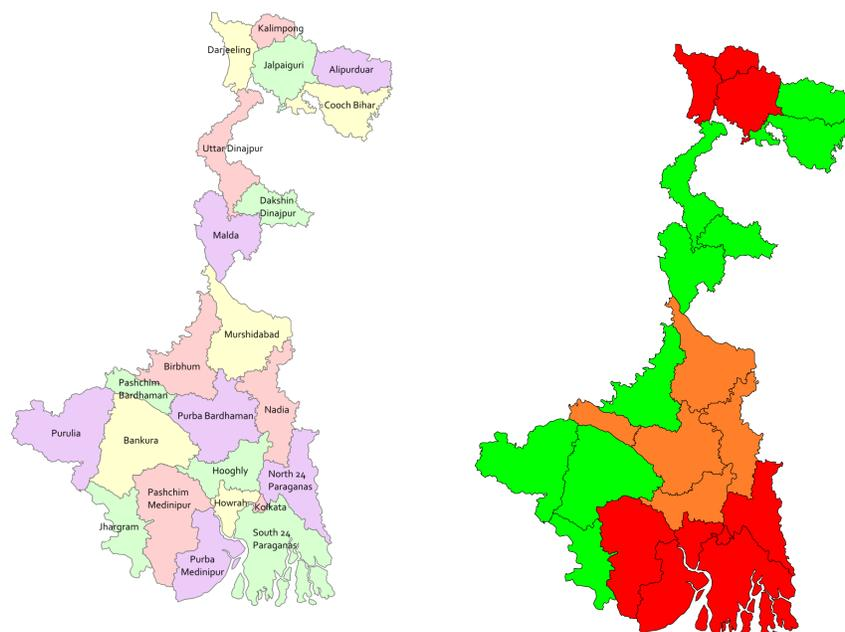 Kalimpong
Darjeeling
Jalpaiguri
Alipurduar
Cooch Bihar
Uttar Dinajpur
Dakshin
Dinajpur
Malda
Murshidabad
Birbhum
Pashchim
Bardhaman
Purba Bardhaman
Nadia
Purulia
Bankura
Hooghly
North 24
Paraganas
Pashchim
Medinipur
Howrah
Kolkata
Jhargram
South 24
Paraganas
Purba
Medinipur